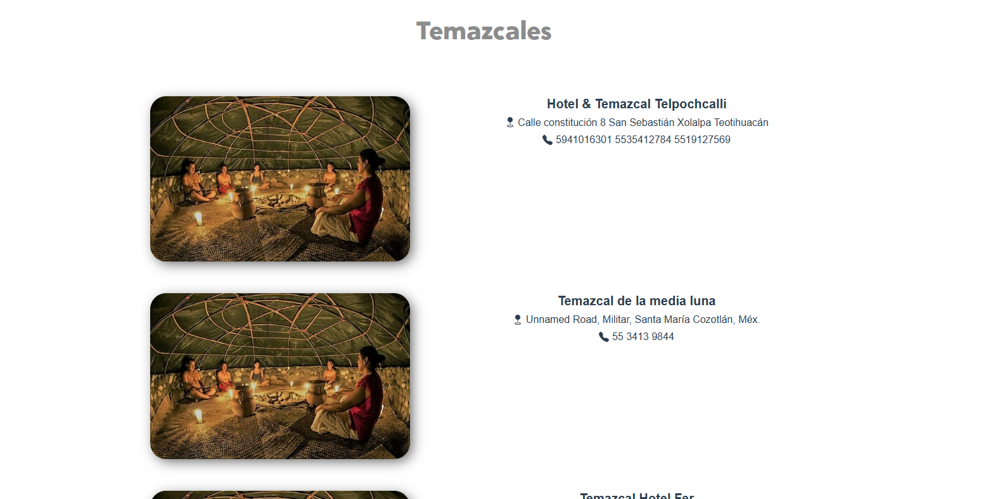 Temazcales
Hotel & Temazcal Telpochcalli
Calle constitución 8 San Sebastián Xolalpa Teotihuacán
5941016301 5535412784 5519127569
Temazcal de la media luna
Unnamed Road, Militar, Santa María Cozotlán, Méx.
55 3413 9844
Temazcal Hotel Fer